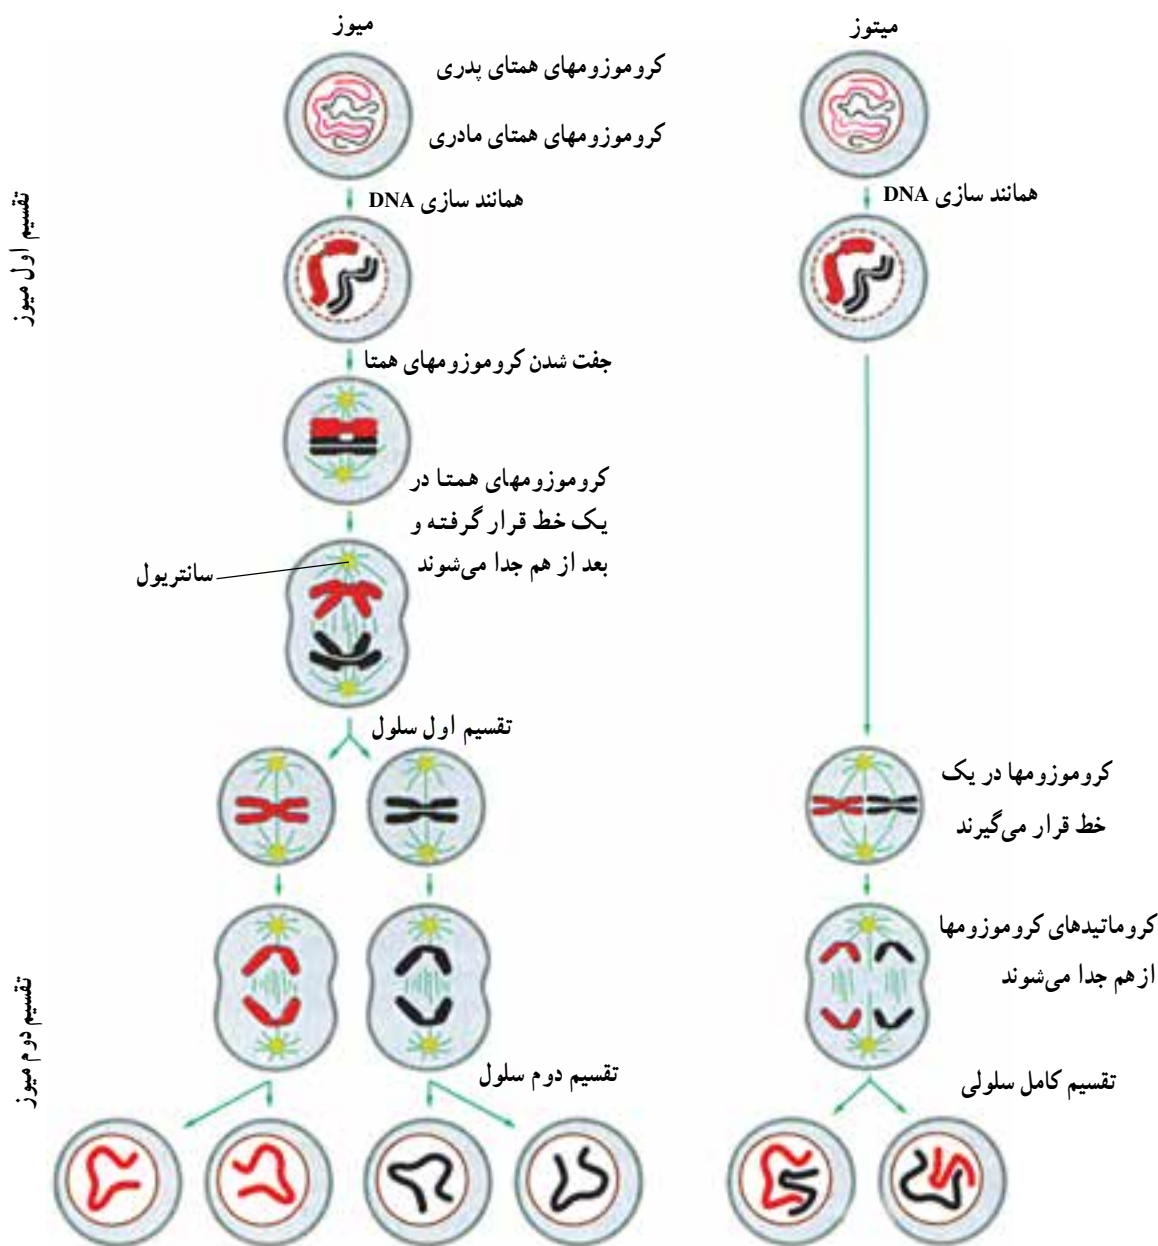 میتوز
میوز
کروموزومهای همتای پدری
کروموزومهای همتای مادری
همانند سازی DNA
همانند سازی DNA
تقسیم اول میوز
جفت شدن کروموزومهای همتا
کروموزومهای همتا در
یک خط قرار گرفته و
بعد از هم جدا می‌شوند
سانتریول
تقسیم اول سلول
کروموزومها در یک
خط قرار می‌گیرند
کروماتیدهای کروموزومها
از هم جدا می‌شوند
تقسیم دوم میوز
تقسیم دوم سلول
تقسیم کامل سلولی